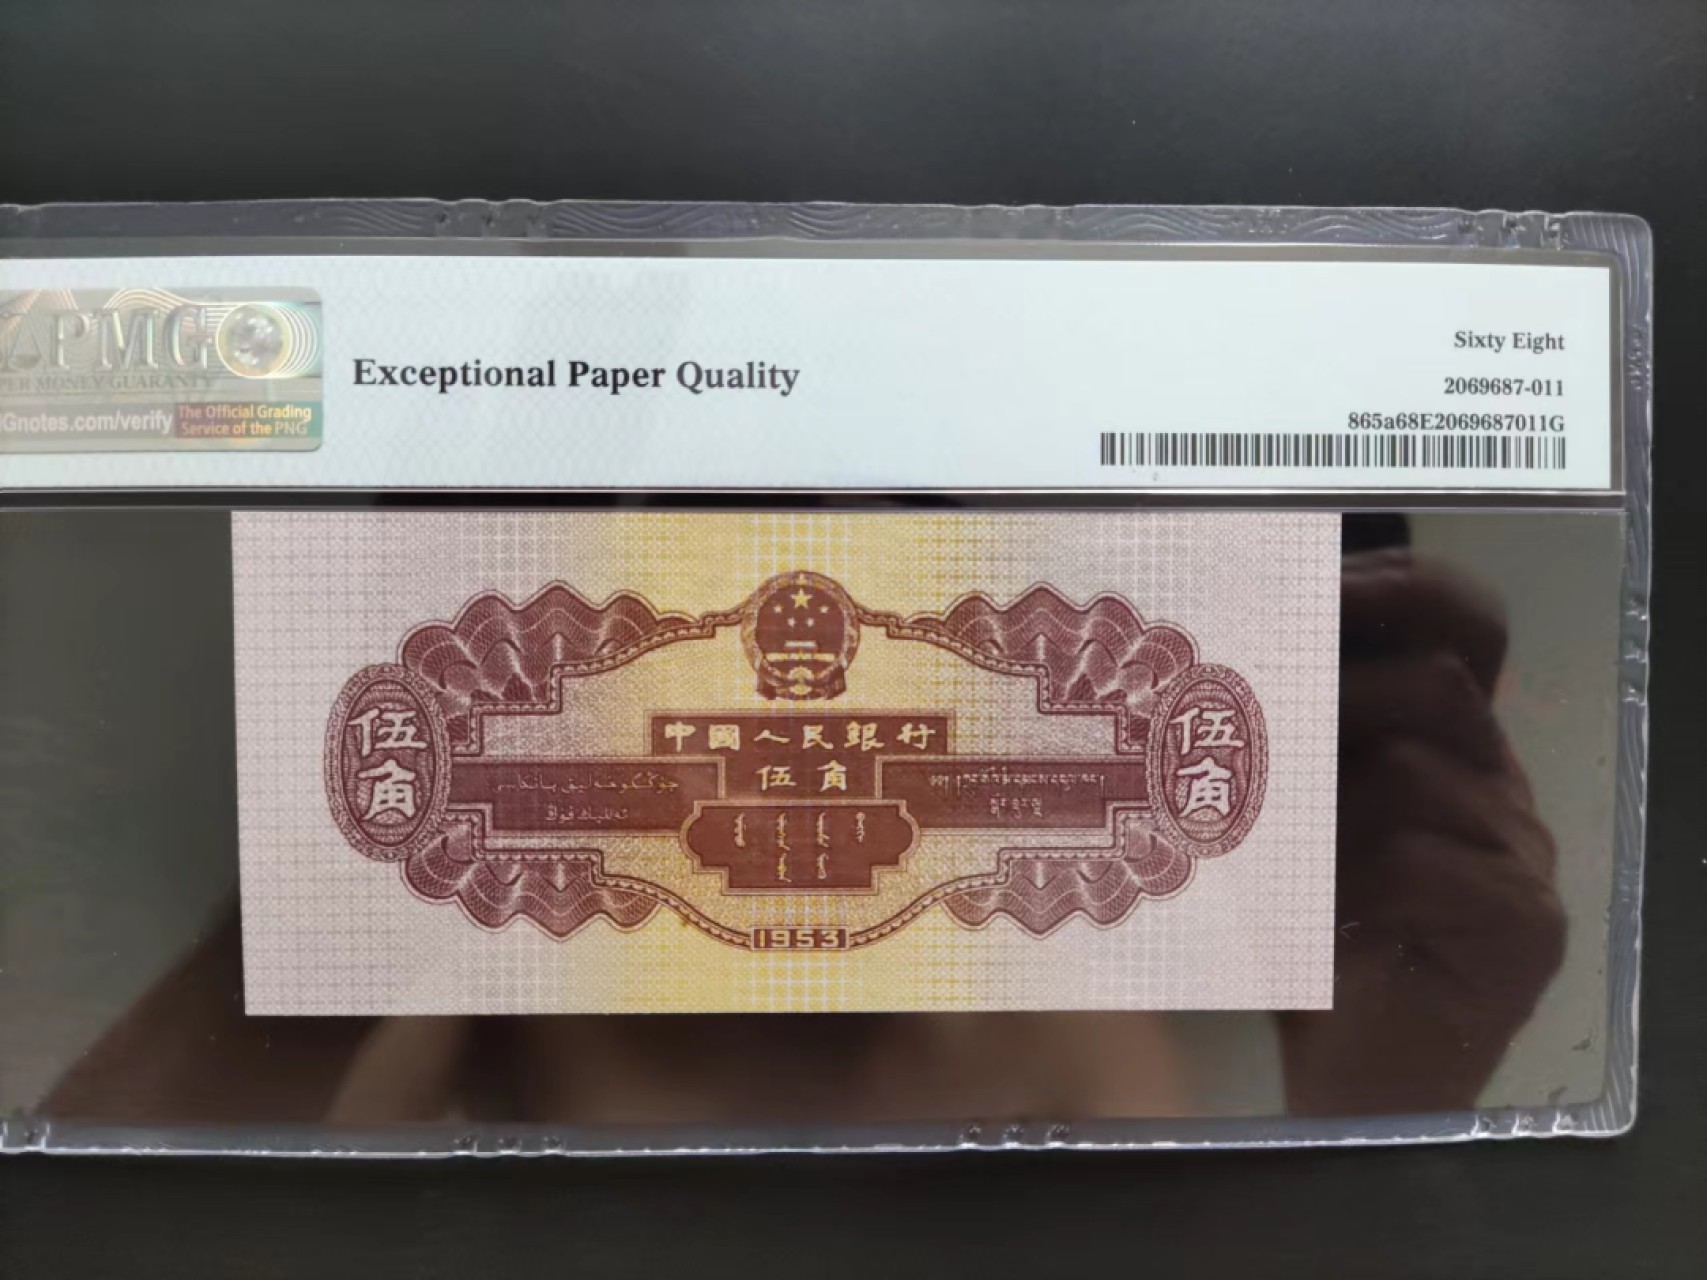 PMG
PER MONEY GUARANTY
Gnotes.com/verify
The Official Grading
Service of the PNG
Exceptional Paper Quality
Sixty Eight
2069687-011
865a68E2069687011G
中國人民銀行
伍角
伍角
伍角
1953